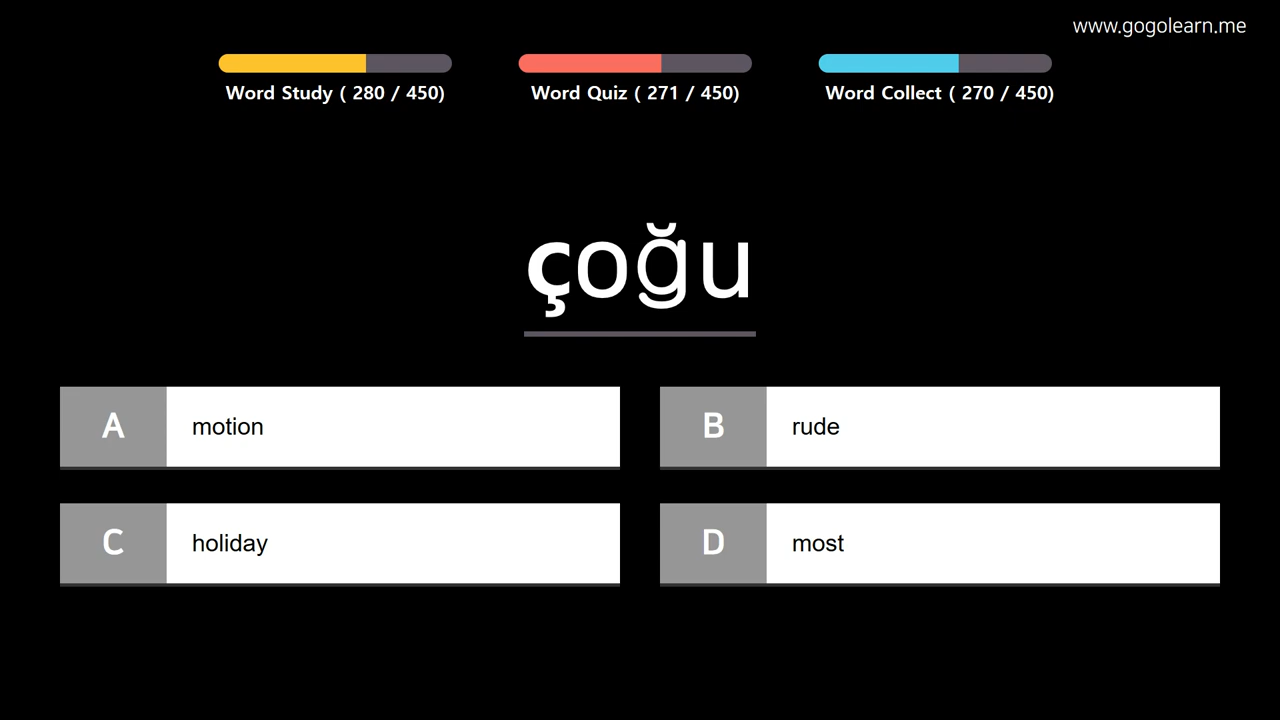 www.gogolearn.me
Word Study ( 280 / 450)
Word Quiz ( 271 / 450)
Word Collect ( 270 / 450)
çoğu
A motion
B rude
C holiday
D most